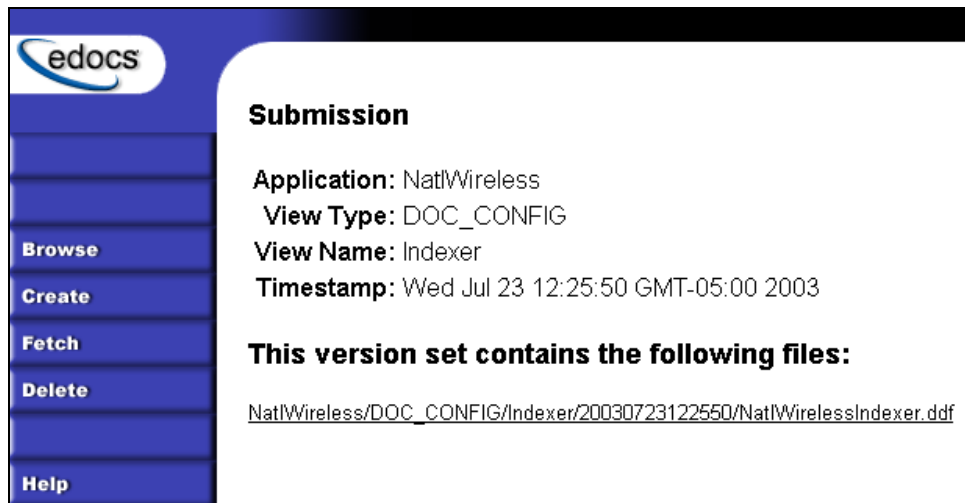 edocs
Browse
Create
Fetch
Delete
Help
Submission
Application: NatlWireless
View Type: DOC_CONFIG
View Name: Indexer
Timestamp: Wed Jul 23 12:25:50 GMT-05:00 2003
This version set contains the following files:
NatlWireless/DOC_CONFIG/Indexer/20030723122550/NatlWirelessIndexer.ddf